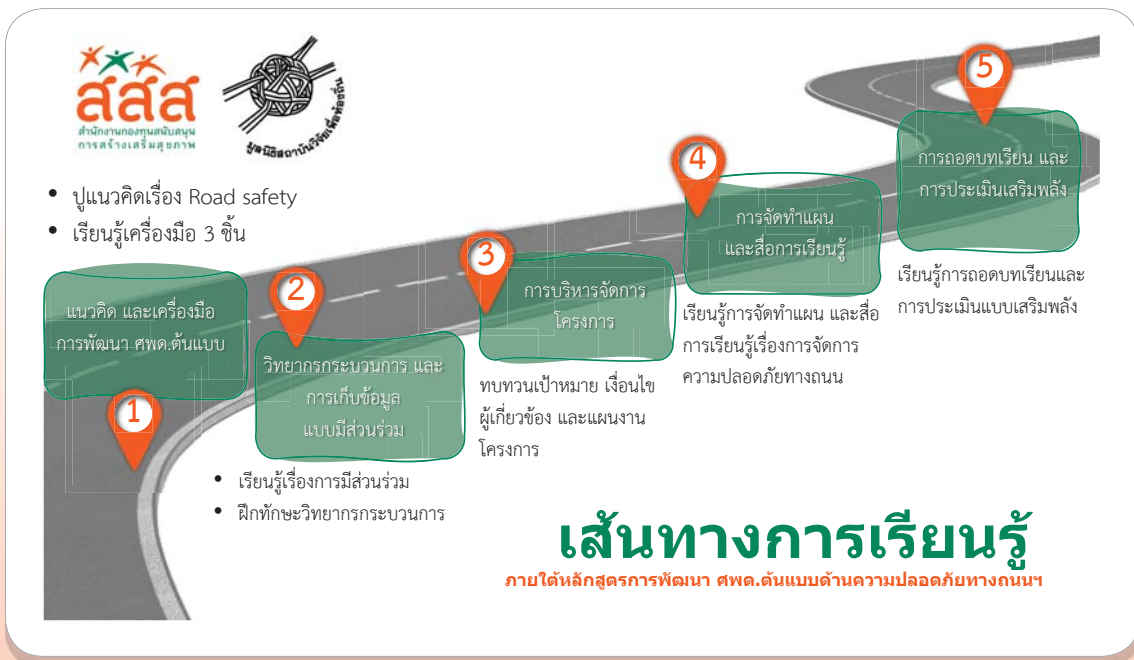 สสส
สำนักงานกองทุนสนับสนุน
การสร้างเสริมสุขภาพ
มูลนิธิสถาบันวิจัยเพื่อท้องถิ่น
• ปูแนวคิดเรื่อง Road safety
• เรียนรู้เครื่องมือ 3 ชิ้น
แนวคิด และเครื่องมือ
การพัฒนา ศพด.ต้นแบบ
1
2
วิทยากรกระบวนการ และ
การเก็บข้อมูล
แบบมีส่วนร่วม
• เรียนรู้เรื่องการมีส่วนร่วม
• ฝึกทักษะวิทยากรกระบวนการ
3
การบริหารจัดการ
โครงการ
ทบทวนเป้าหมาย เงื่อนไข
ผู้เกี่ยวข้อง และแผนงาน
โครงการ
4
การจัดทำแผน
และสื่อการเรียนรู้
เรียนรู้การจัดทำแผน และสื่อ
การเรียนรู้เรื่องการจัดการ
ความปลอดภัยทางถนน
5
การถอดบทเรียน และ
การประเมินเสริมพลัง
เรียนรู้การถอดบทเรียนและ
การประเมินแบบเสริมพลัง
เส้นทางการเรียนรู้
ภายใต้หลักสูตรการพัฒนา ศพด.ต้นแบบด้านความปลอดภัยทางถนนฯ